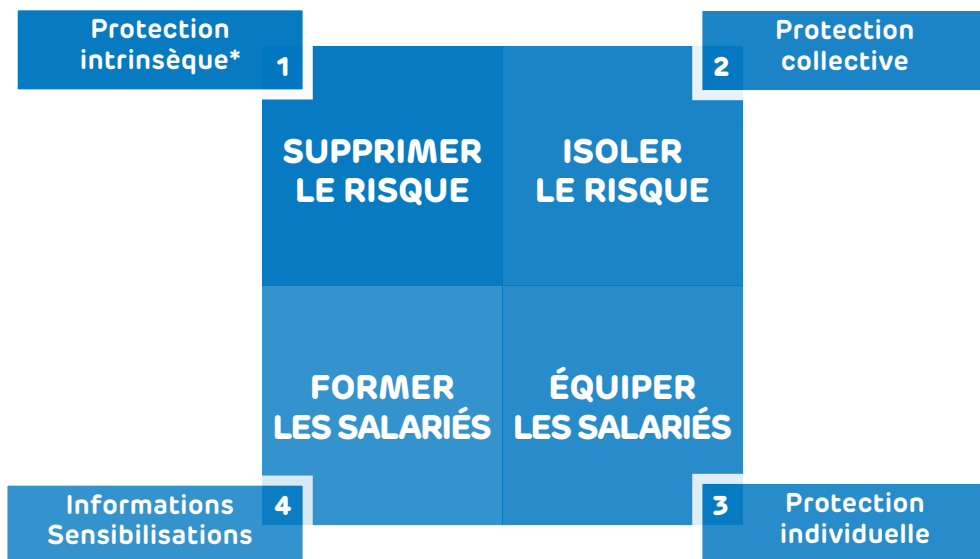 Protection
intrinsèque*
1
SUPPRIMER
LE RISQUE
Protection
collective
2
ISOLER
LE RISQUE
Protection
individuelle
3
ÉQUIPER
LES SALARIÉS
Informations
Sensibilisations
4
FORMER
LES SALARIÉS